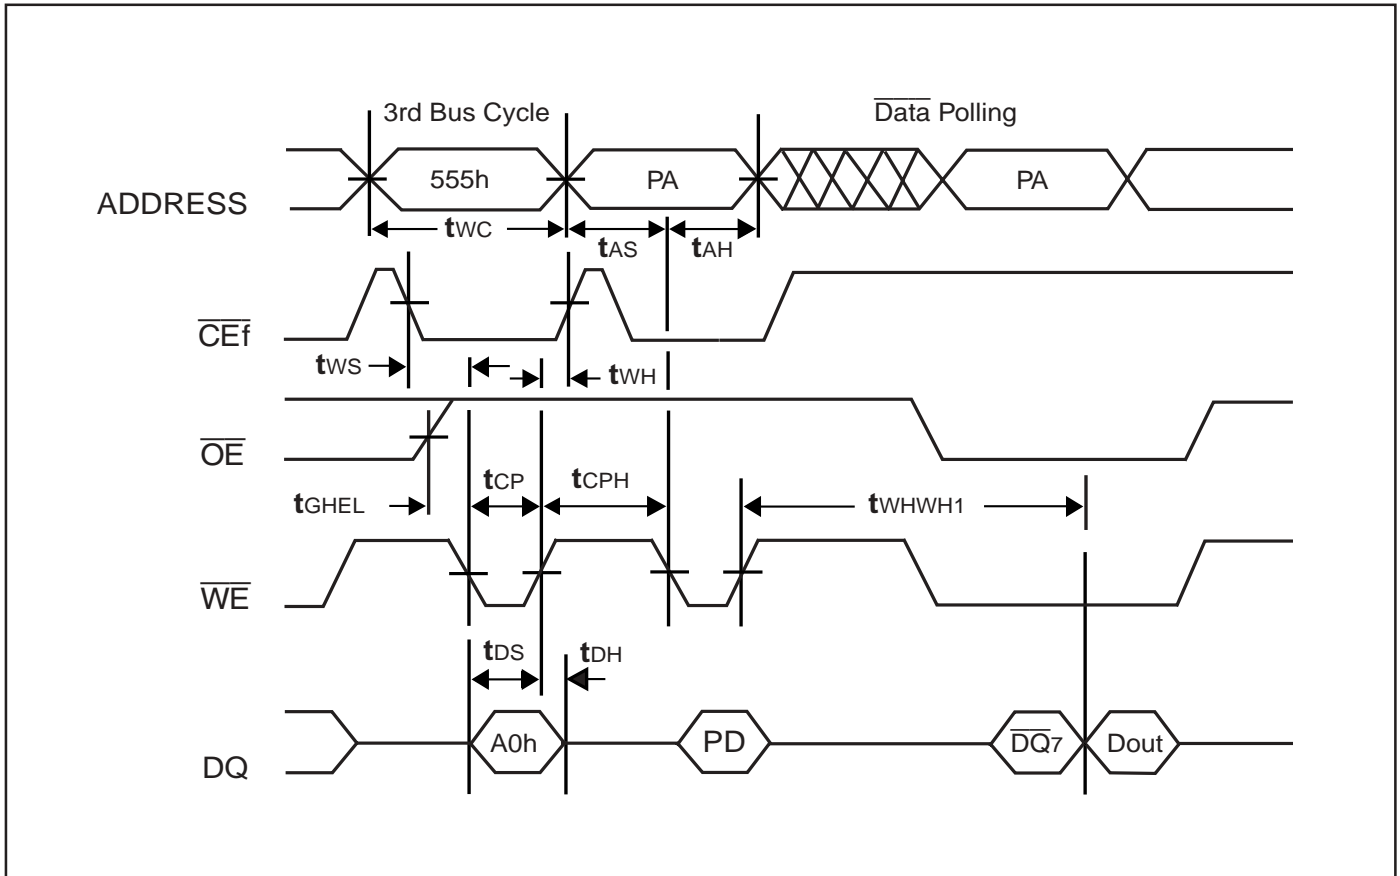 3rd Bus Cycle
Data Polling
ADDRESS
555h
PA
PA
tWC
tAS
tAH
CEf
tWS
tWH
OE
tCP
tCPH
tGHEL
tWHWH1
WE
tDS
tDH
DQ
A0h
PD
DQ7
Dout